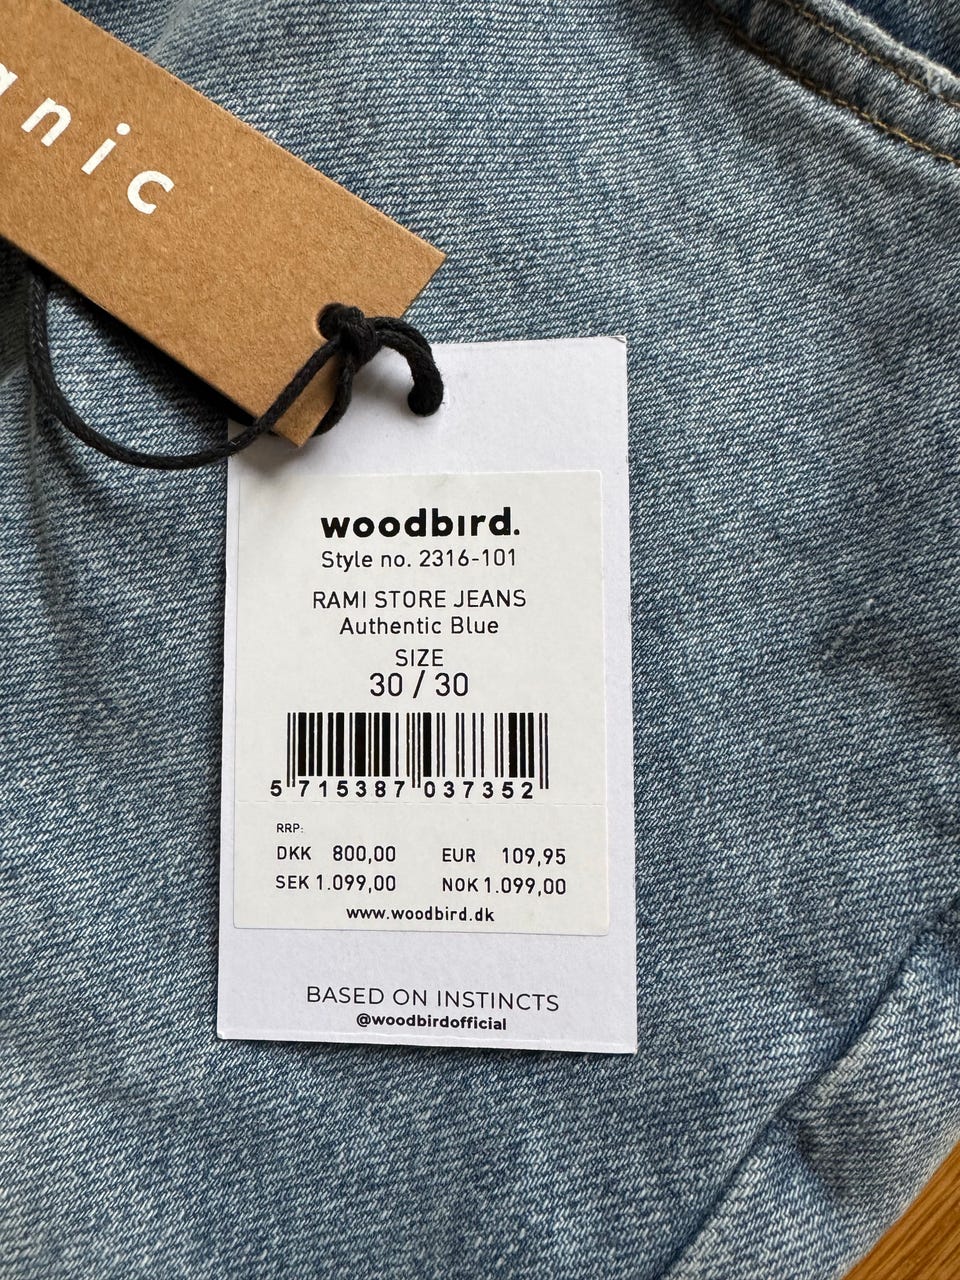 nic
woodbird.
Style no. 2316-101
RAMI STORE JEANS
Authentic Blue
SIZE
30 / 30
5 715387 037352
RRP:
DKK 800,00 EUR 109,95
SEK 1.099,00 NOK 1.099,00
www.woodbird.dk
BASED ON INSTINCTS
@woodbirdofficial